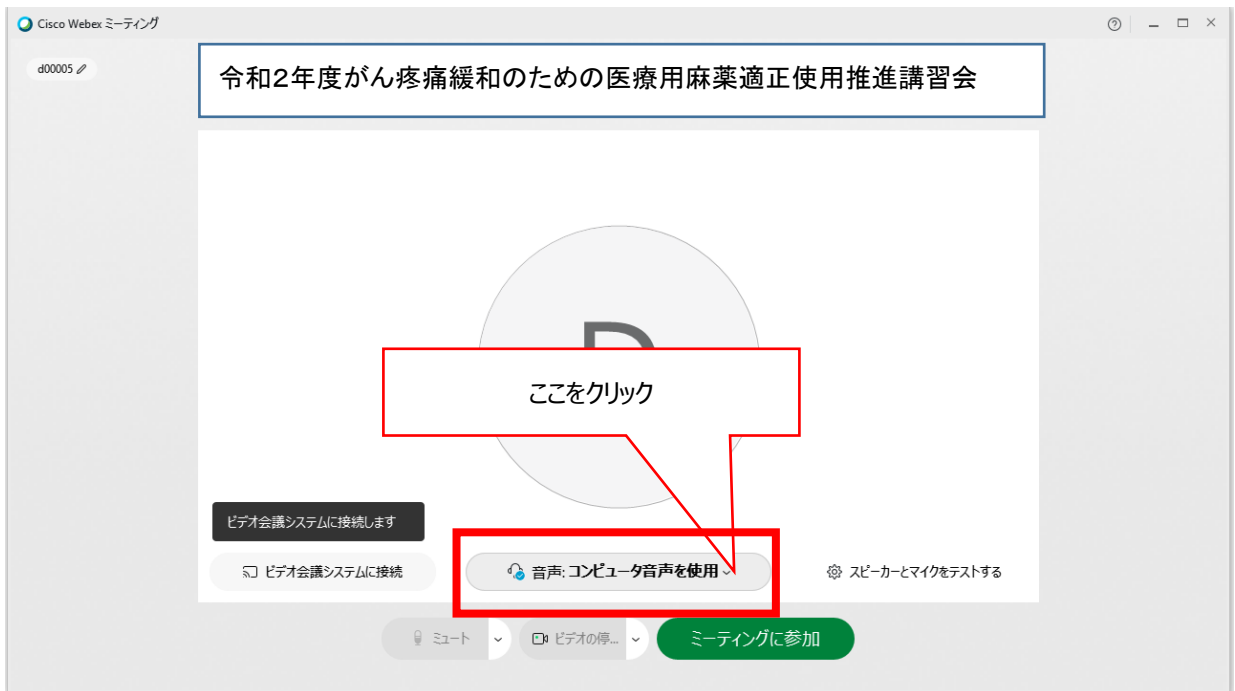 Cisco Webex ミーティング
d00005
令和２年度がん疼痛緩和のための医療用麻薬適正使用推進講習会
D
ここをクリック
ビデオ会議システムに接続します
ビデオ会議システムに接続
音声: コンピュータ音声を使用
スピーカーとマイクをテストする
ミュート
ビデオの停...
ミーティングに参加